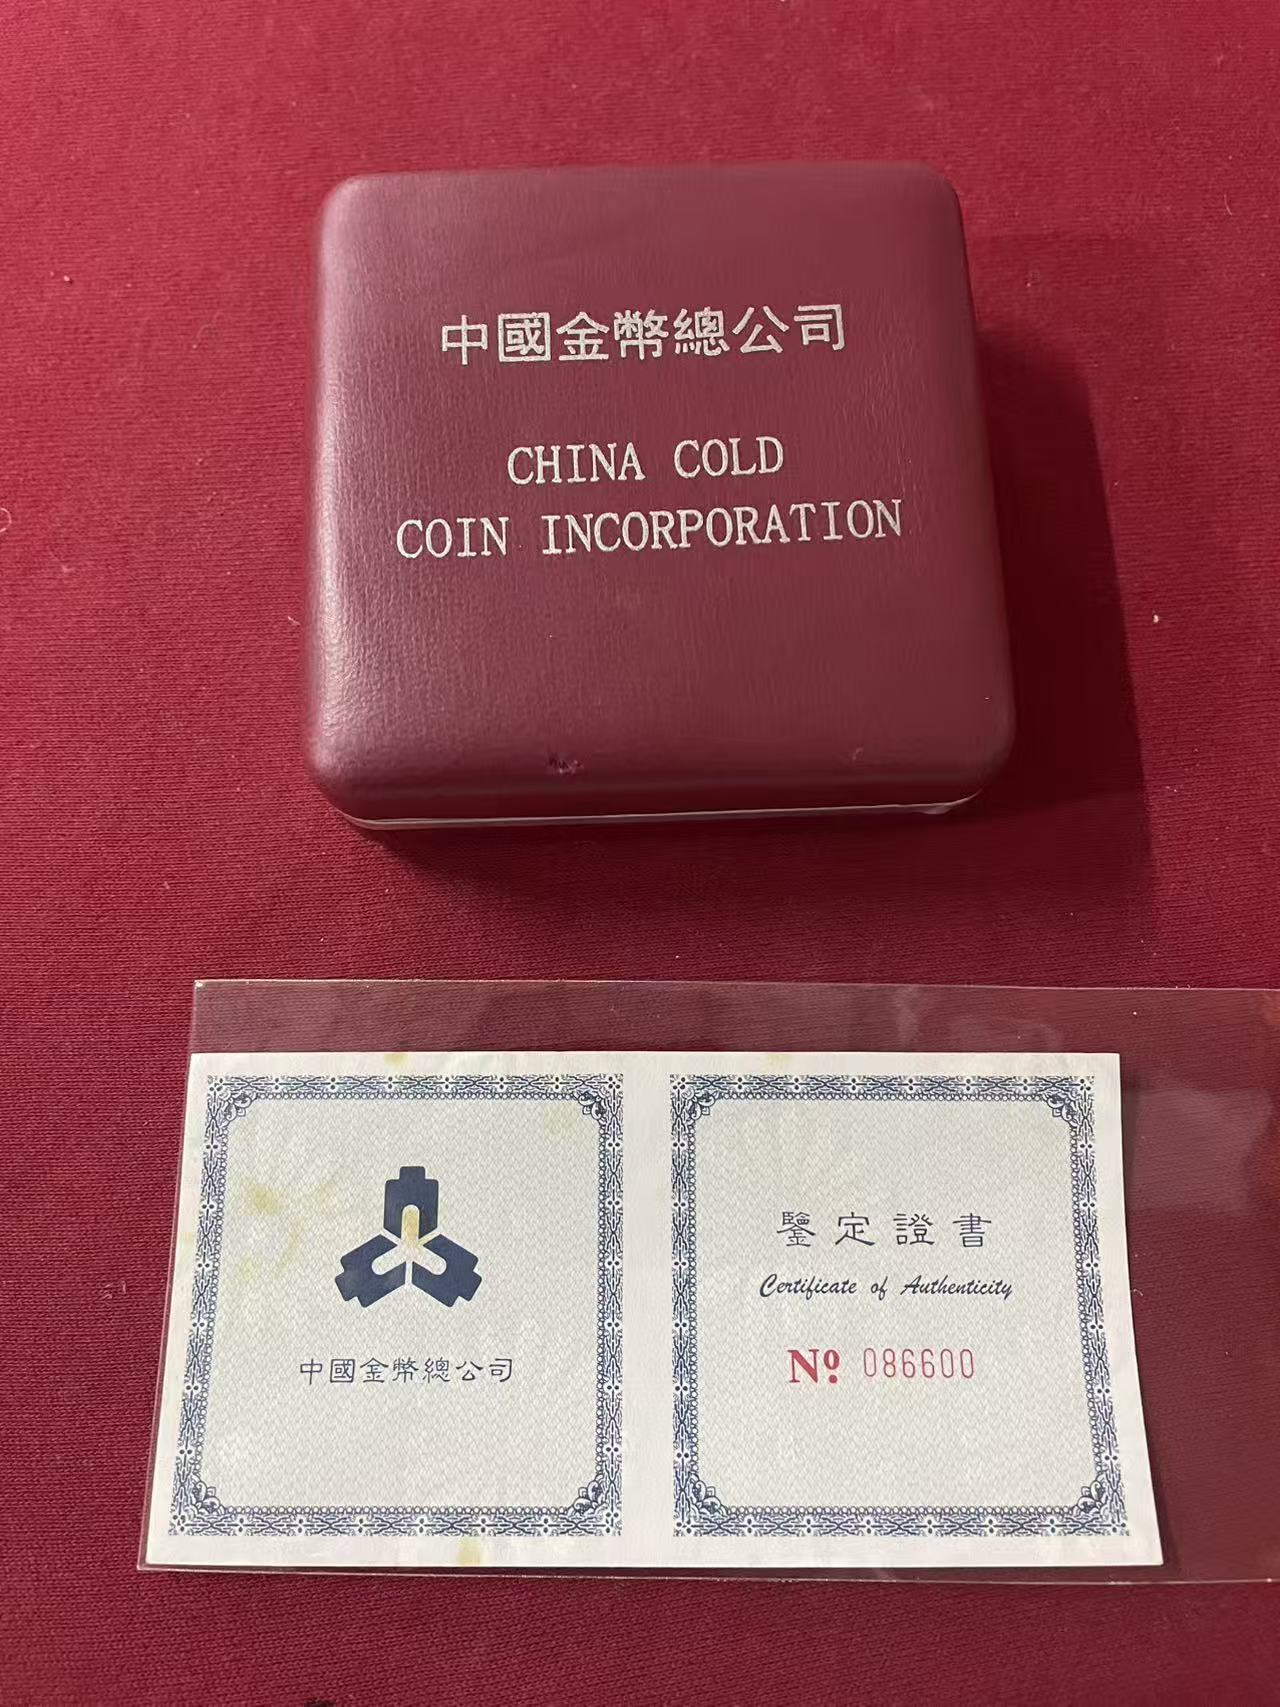 中國金幣總公司
CHINA COLD
COIN INCORPORATION
中國金幣總公司
鑒定證書
Certificate of Authenticity
Nº 086600